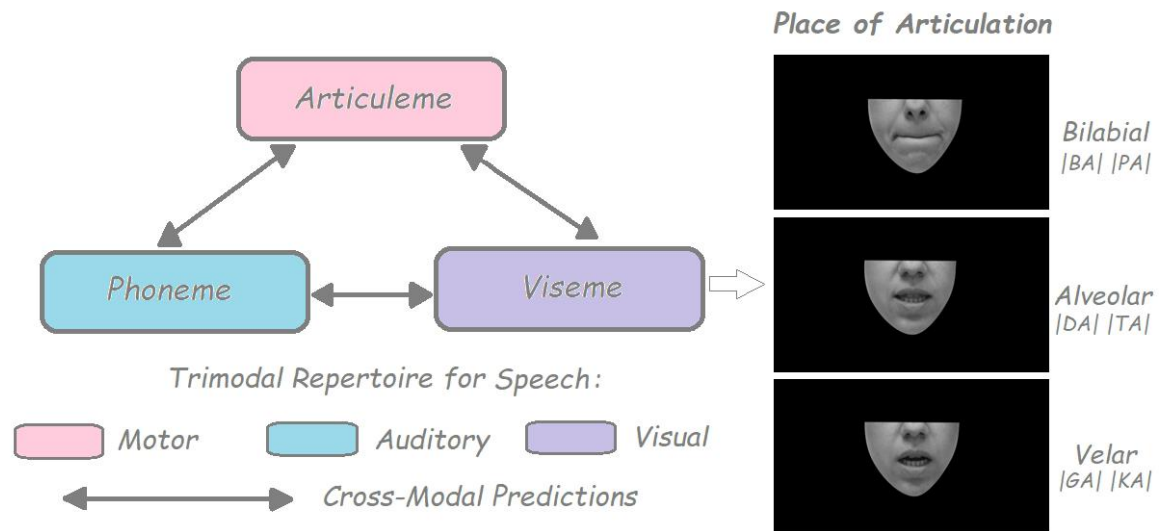 Place of Articulation
Articuleme
Bilabial
|BA| |PA|
Phoneme
Viseme
Alveolar
|DA| |TA|
Trimodal Repertoire for Speech:
Motor
Auditory
Visual
Velar
|GA| |KA|
Cross-Modal Predictions